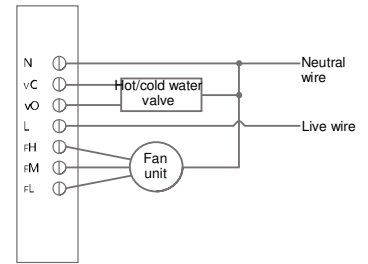 N
vC
vO
L
FH
FM
FL
Hot/cold water
valve
Fan
unit
Neutral
wire
Live wire